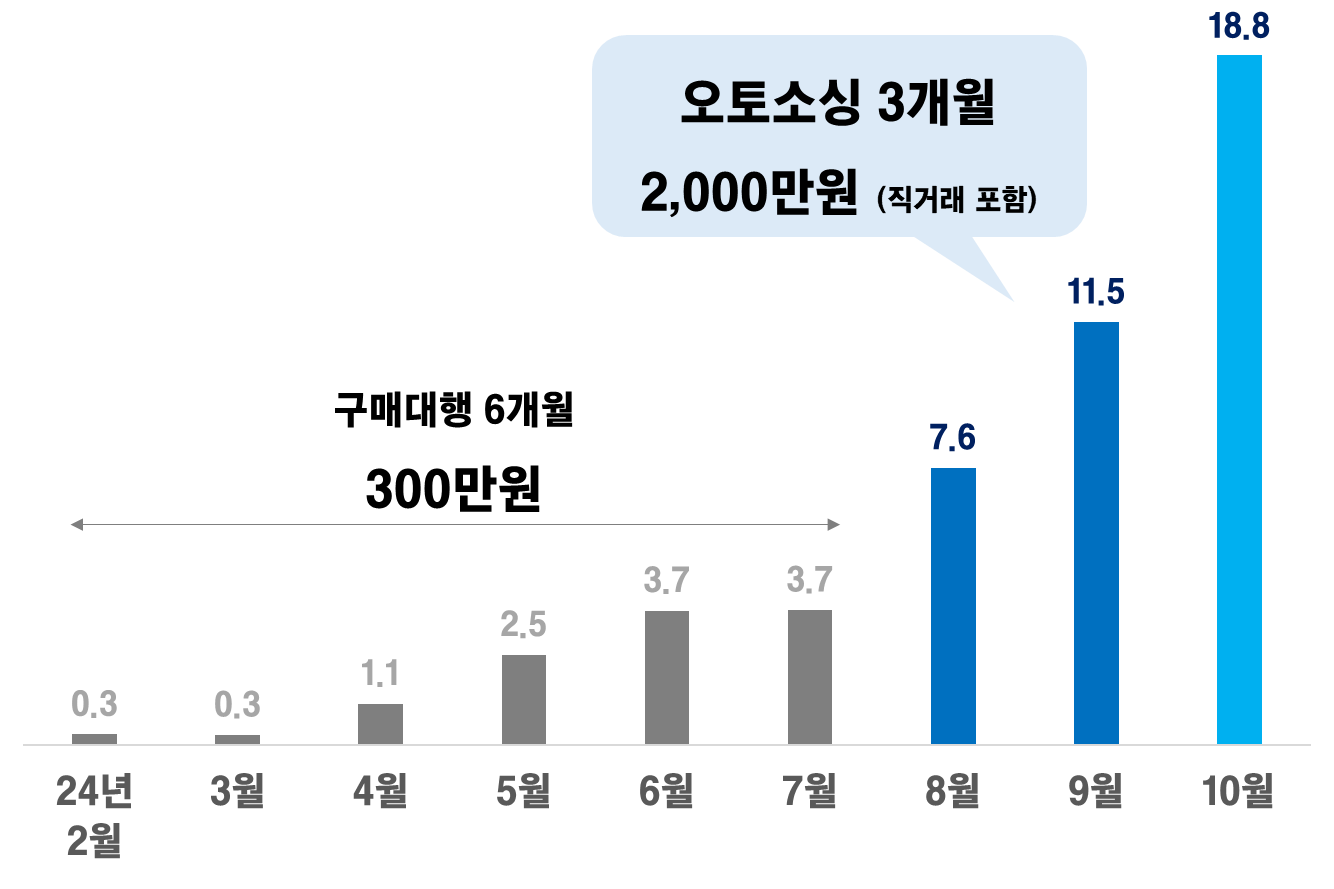 18.8
오토소싱 3개월
2,000만원 (직거래 포함)
11.5
구매대행 6개월
300만원
7.6
3.7
3.7
2.5
1.1
0.3
0.3
24년
2월
3월
4월
5월
6월
7월
8월
9월
10월